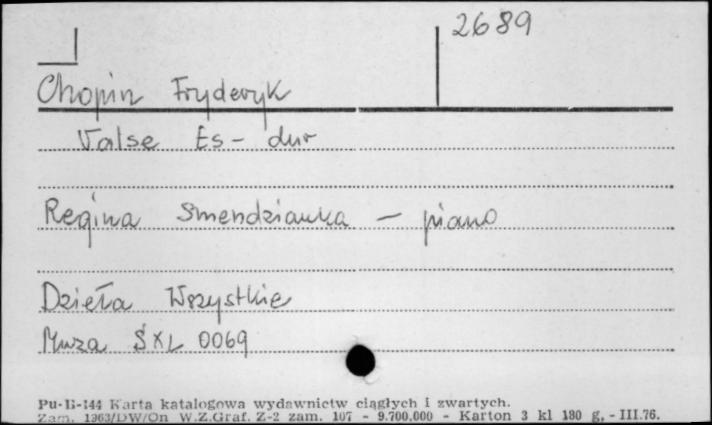 2689
Chopin Fryderyk
Valse Es-dur
Regina Smendzianka - piano
Dzieła Wszystkie
Muza SXL 0069
Pu-B-144 Karta katalogowa wydawnictw ciągłych i zwartych.
Zam. 1963/DW/On W.Z.Graf. Z-2 zam. 107 - 9.700.000 - Karton 3 kl 180 g. - III.76.